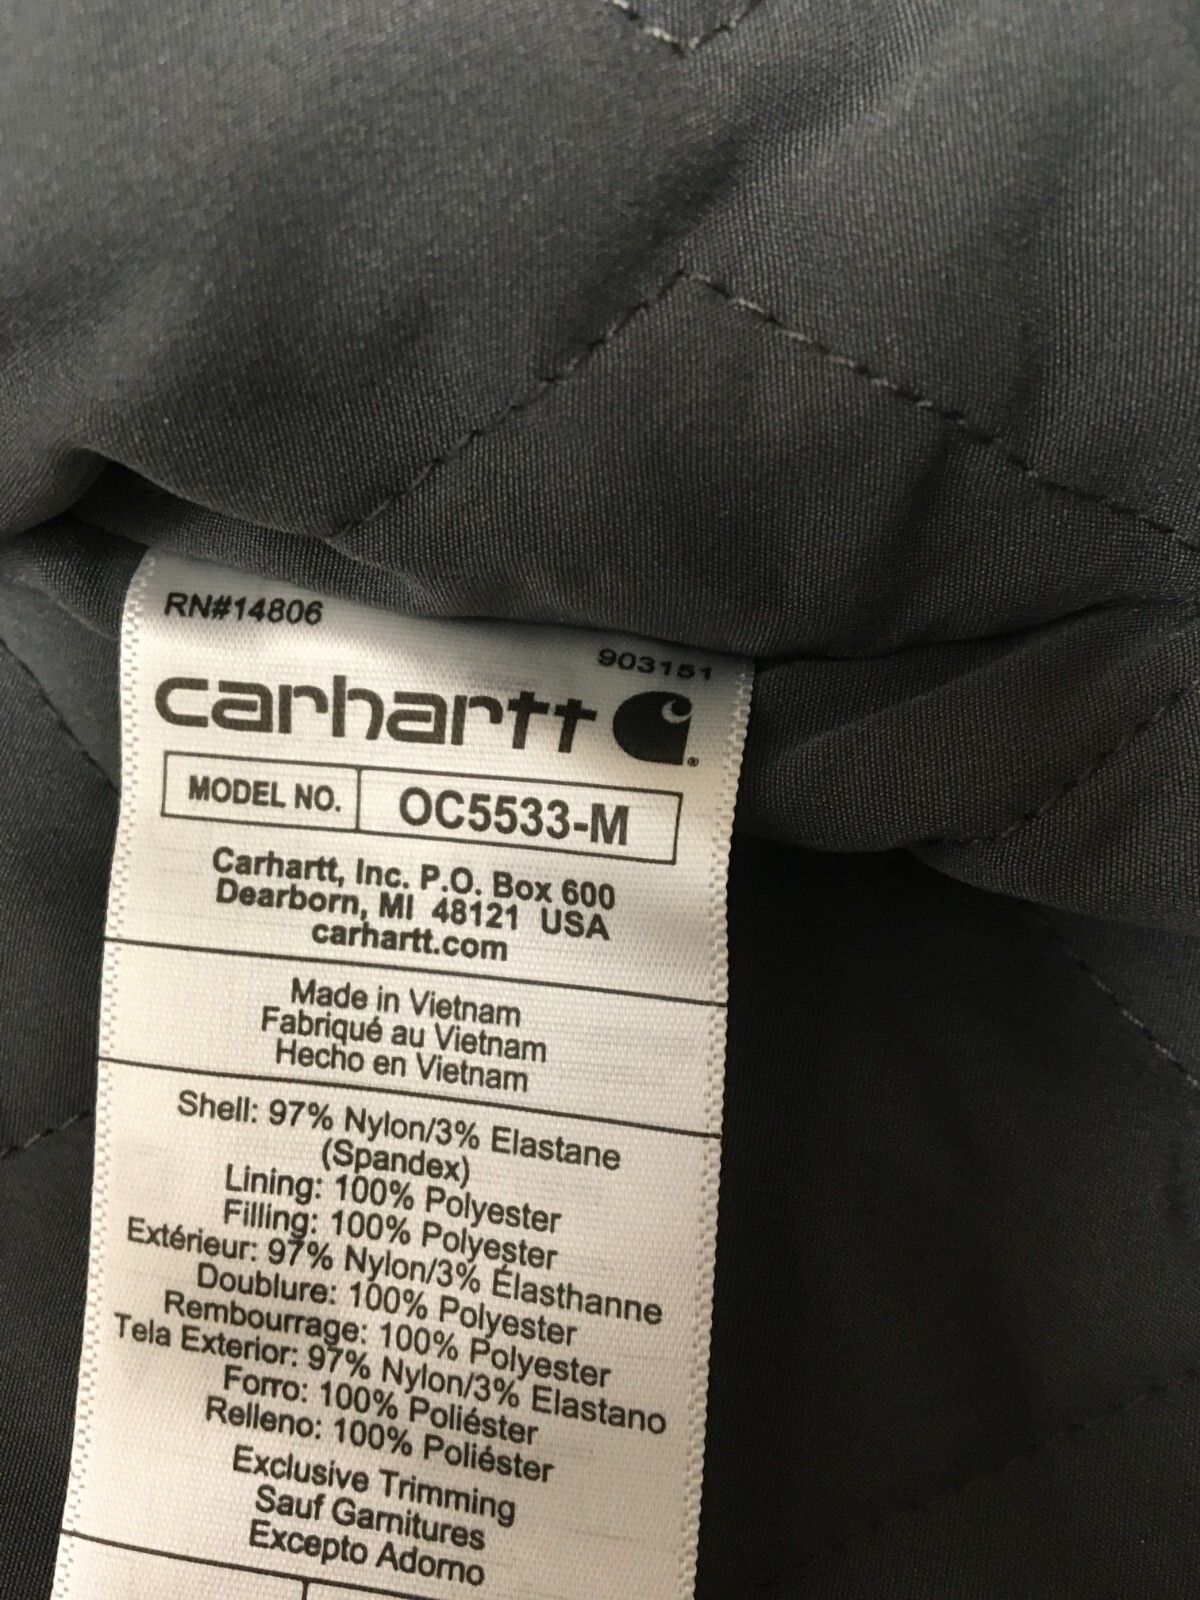 RN#14806
903151
carhartt
MODEL NO. OC5533-M
Carhartt, Inc. P.O. Box 600
Dearborn, MI 48121 USA
carhartt.com
Made in Vietnam
Fabriqué au Vietnam
Hecho en Vietnam
Shell: 97% Nylon/3% Elastane
(Spandex)
Lining: 100% Polyester
Filling: 100% Polyester
Extérieur: 97% Nylon/3% Élasthanne
Doublure: 100% Polyester
Rembourrage: 100% Polyester
Tela Exterior: 97% Nylon/3% Elastano
Forro: 100% Poliéster
Relleno: 100% Poliéster
Exclusive Trimming
Sauf Garnitures
Excepto Adorno